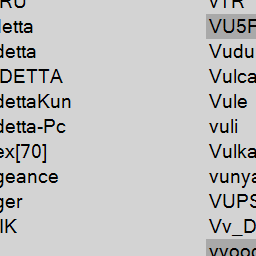 RU
detta
detta
DETTA
dettaKun
detta-Pc
ex[70]
geance
ger
IK
VTR
VU5F
Vudu
Vulca
Vule
vuli
Vulka
vunya
VUPS
Vv_D